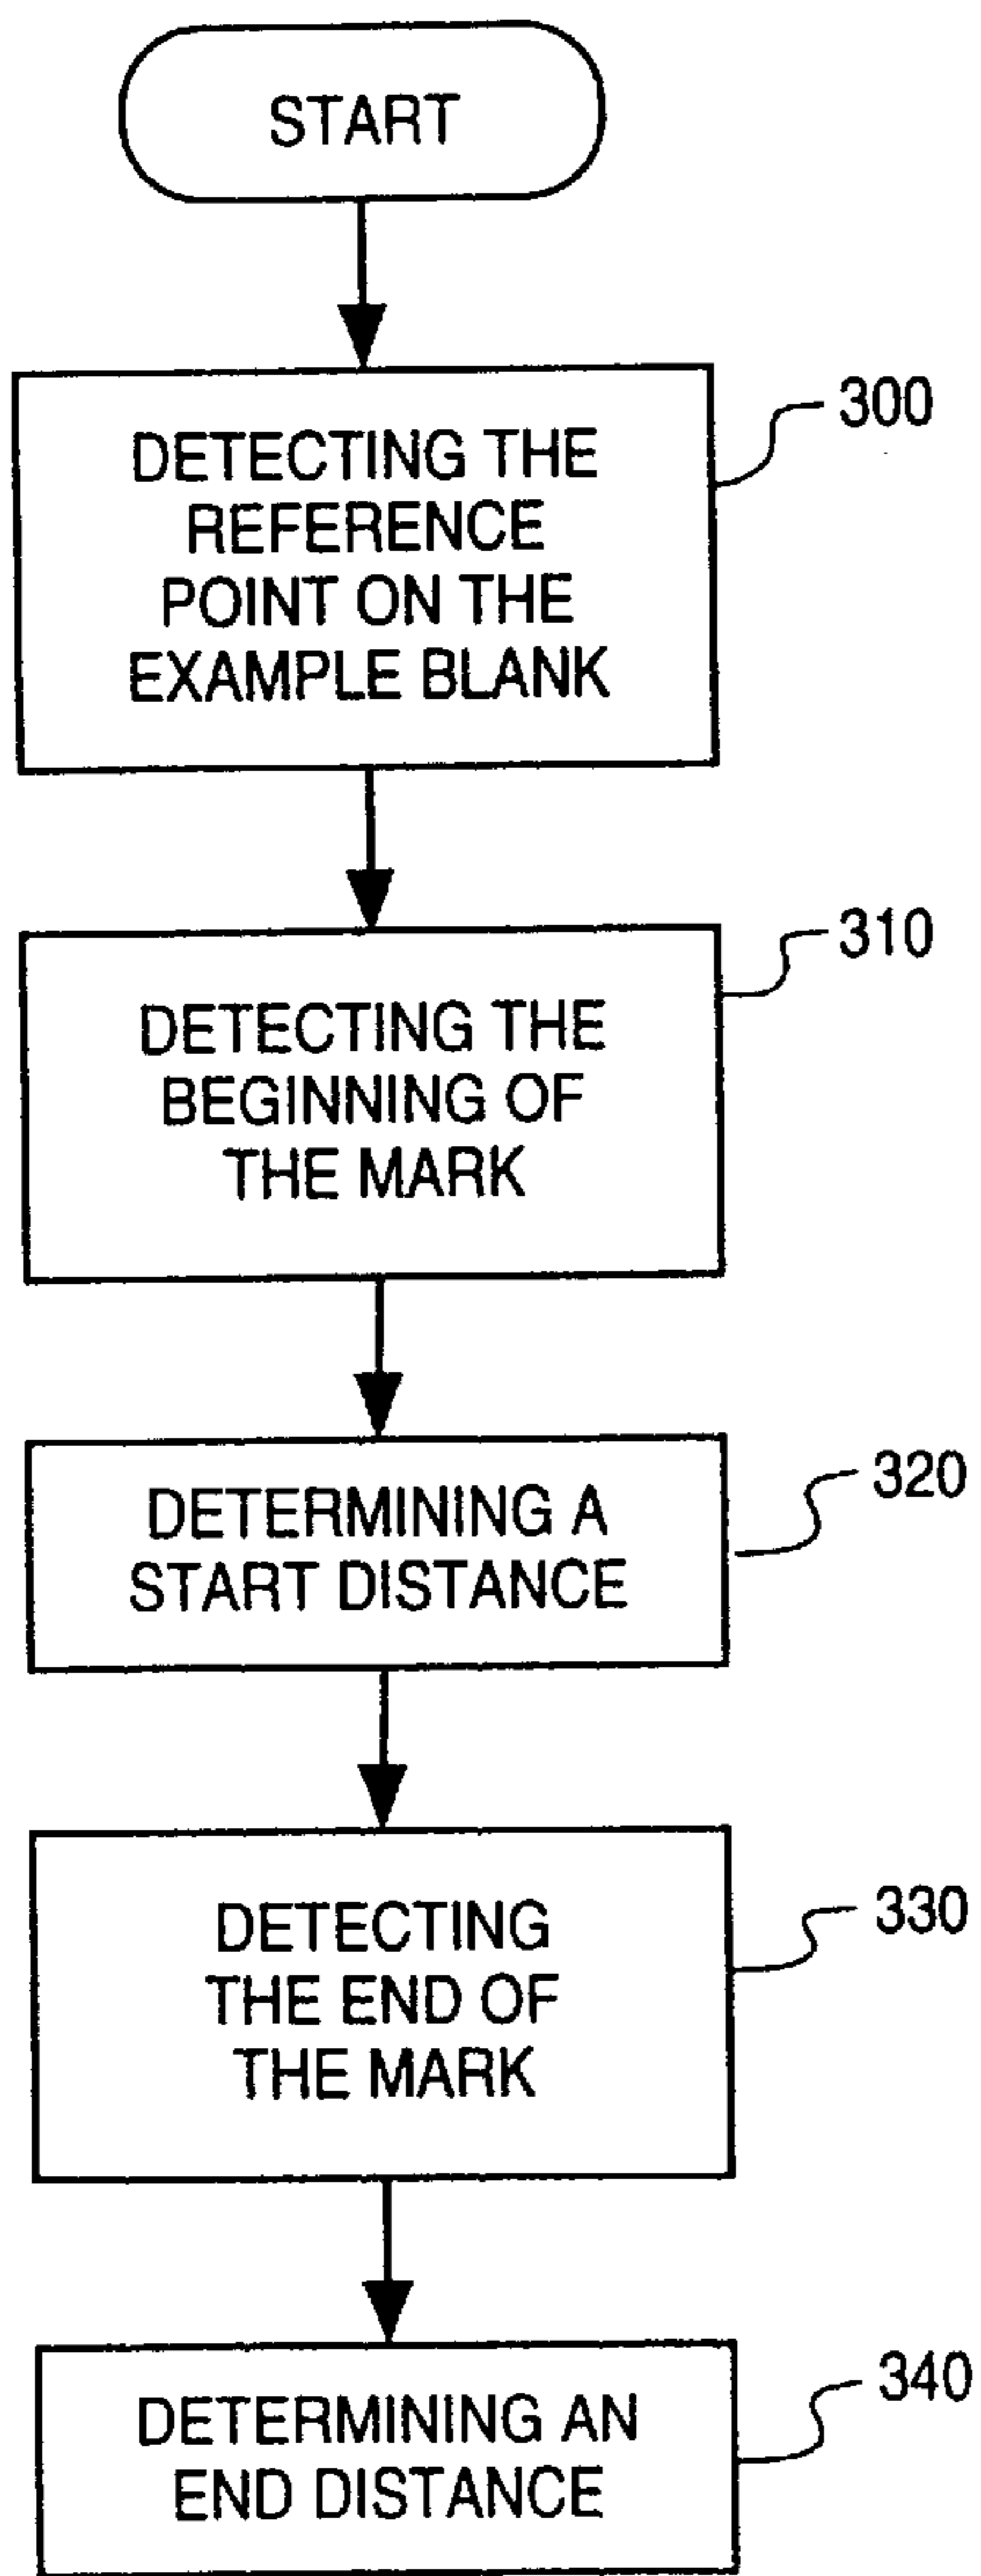 START
300
DETECTING THE
REFERENCE
POINT ON THE
EXAMPLE BLANK
310
DETECTING THE
BEGINNING OF
THE MARK
320
DETERMINING A
START DISTANCE
330
DETECTING
THE END OF
THE MARK
340
DETERMINING AN
END DISTANCE